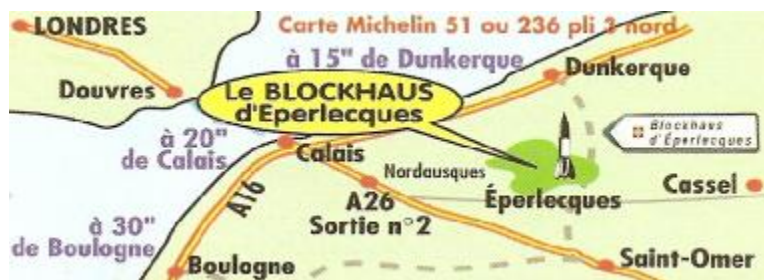 LONDRES
Carte Michelin 51 ou 236 pli 3 nord
à 15" de Dunkerque
Dunkerque
Douvres
Le BLOCKHAUS
d'Eperlecques
Blockhaus
d'Éperlecques
à 20"
de Calais
Calais
Nordausques
A16
A26
Sortie n°2
Éperlecques
Cassel
à 30"
de Boulogne
Boulogne
Saint-Omer